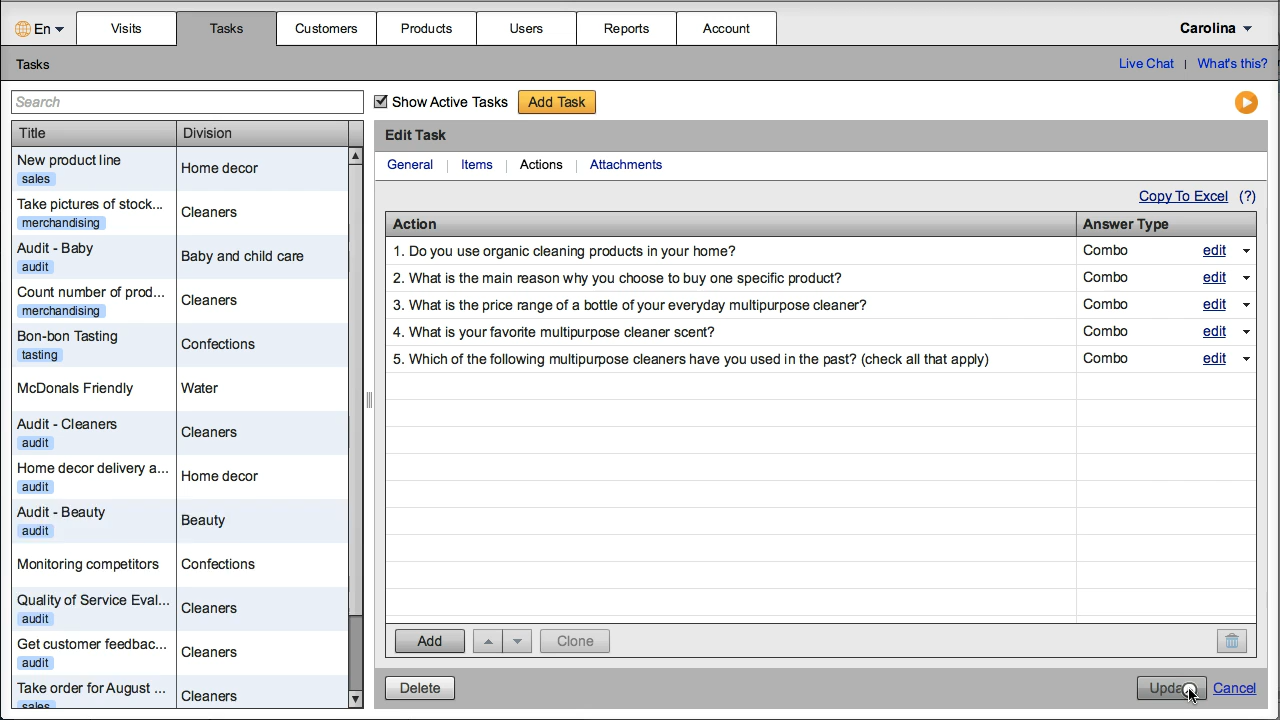 En
Visits
Tasks
Customers
Products
Users
Reports
Account
Carolina
Tasks
Live Chat
What's this?
Search
Show Active Tasks
Add Task
Title
Division
New product line
sales
Home decor
Take pictures of stock...
merchandising
Cleaners
Audit - Baby
audit
Baby and child care
Count number of prod...
merchandising
Cleaners
Bon-bon Tasting
tasting
Confections
McDonals Friendly
Water
Audit - Cleaners
audit
Cleaners
Home decor delivery a...
audit
Home decor
Audit - Beauty
audit
Beauty
Monitoring competitors
Confections
Quality of Service Eval...
audit
Cleaners
Get customer feedbac...
audit
Cleaners
Take order for August ...
sales
Cleaners
Edit Task
General
Items
Actions
Attachments
Copy To Excel (?)
Action
Answer Type
1. Do you use organic cleaning products in your home?
Combo
edit
2. What is the main reason why you choose to buy one specific product?
Combo
edit
3. What is the price range of a bottle of your everyday multipurpose cleaner?
Combo
edit
4. What is your favorite multipurpose cleaner scent?
Combo
edit
5. Which of the following multipurpose cleaners have you used in the past? (check all that apply)
Combo
edit
Add
Clone
Delete
Cancel